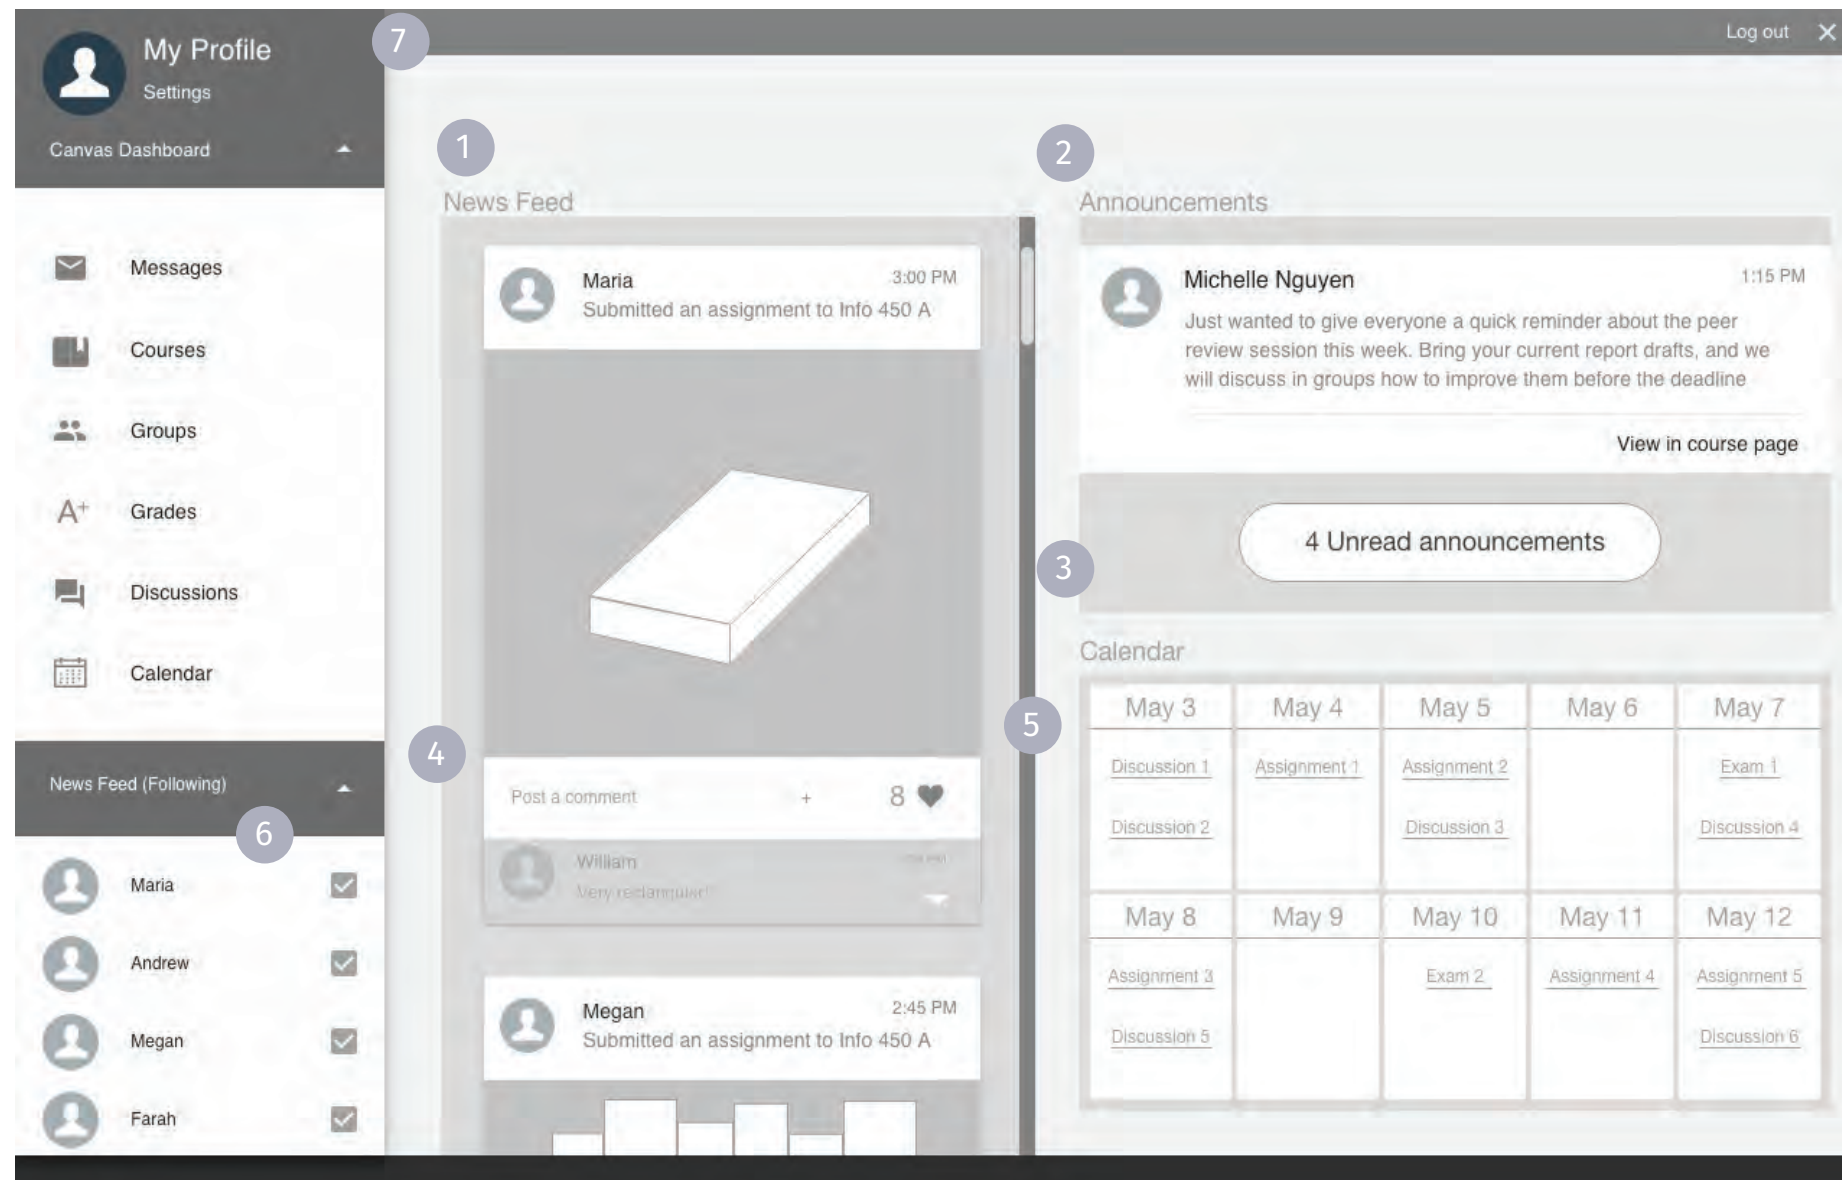 My Profile
Settings
Canvas Dashboard
Messages
Courses
Groups
A+ Grades
Discussions
Calendar
News Feed (Following)
6
Maria
Andrew
Megan
Farah
7
Log out
1
News Feed
Maria 3:00 PM
Submitted an assignment to Info 450 A
4
Post a comment + 8
William
Very rectangular!
Megan 2:45 PM
Submitted an assignment to Info 450 A
2
Announcements
Michelle Nguyen 1:15 PM
Just wanted to give everyone a quick reminder about the peer
review session this week. Bring your current report drafts, and we
will discuss in groups how to improve them before the deadline
View in course page
3
4 Unread announcements
Calendar
5
May 3 May 4 May 5 May 6 May 7
Discussion 1 Assignment 1 Assignment 2 Exam 1
Discussion 2 Discussion 3 Discussion 4
May 8 May 9 May 10 May 11 May 12
Assignment 3 Exam 2 Assignment 4 Assignment 5
Discussion 5 Discussion 6